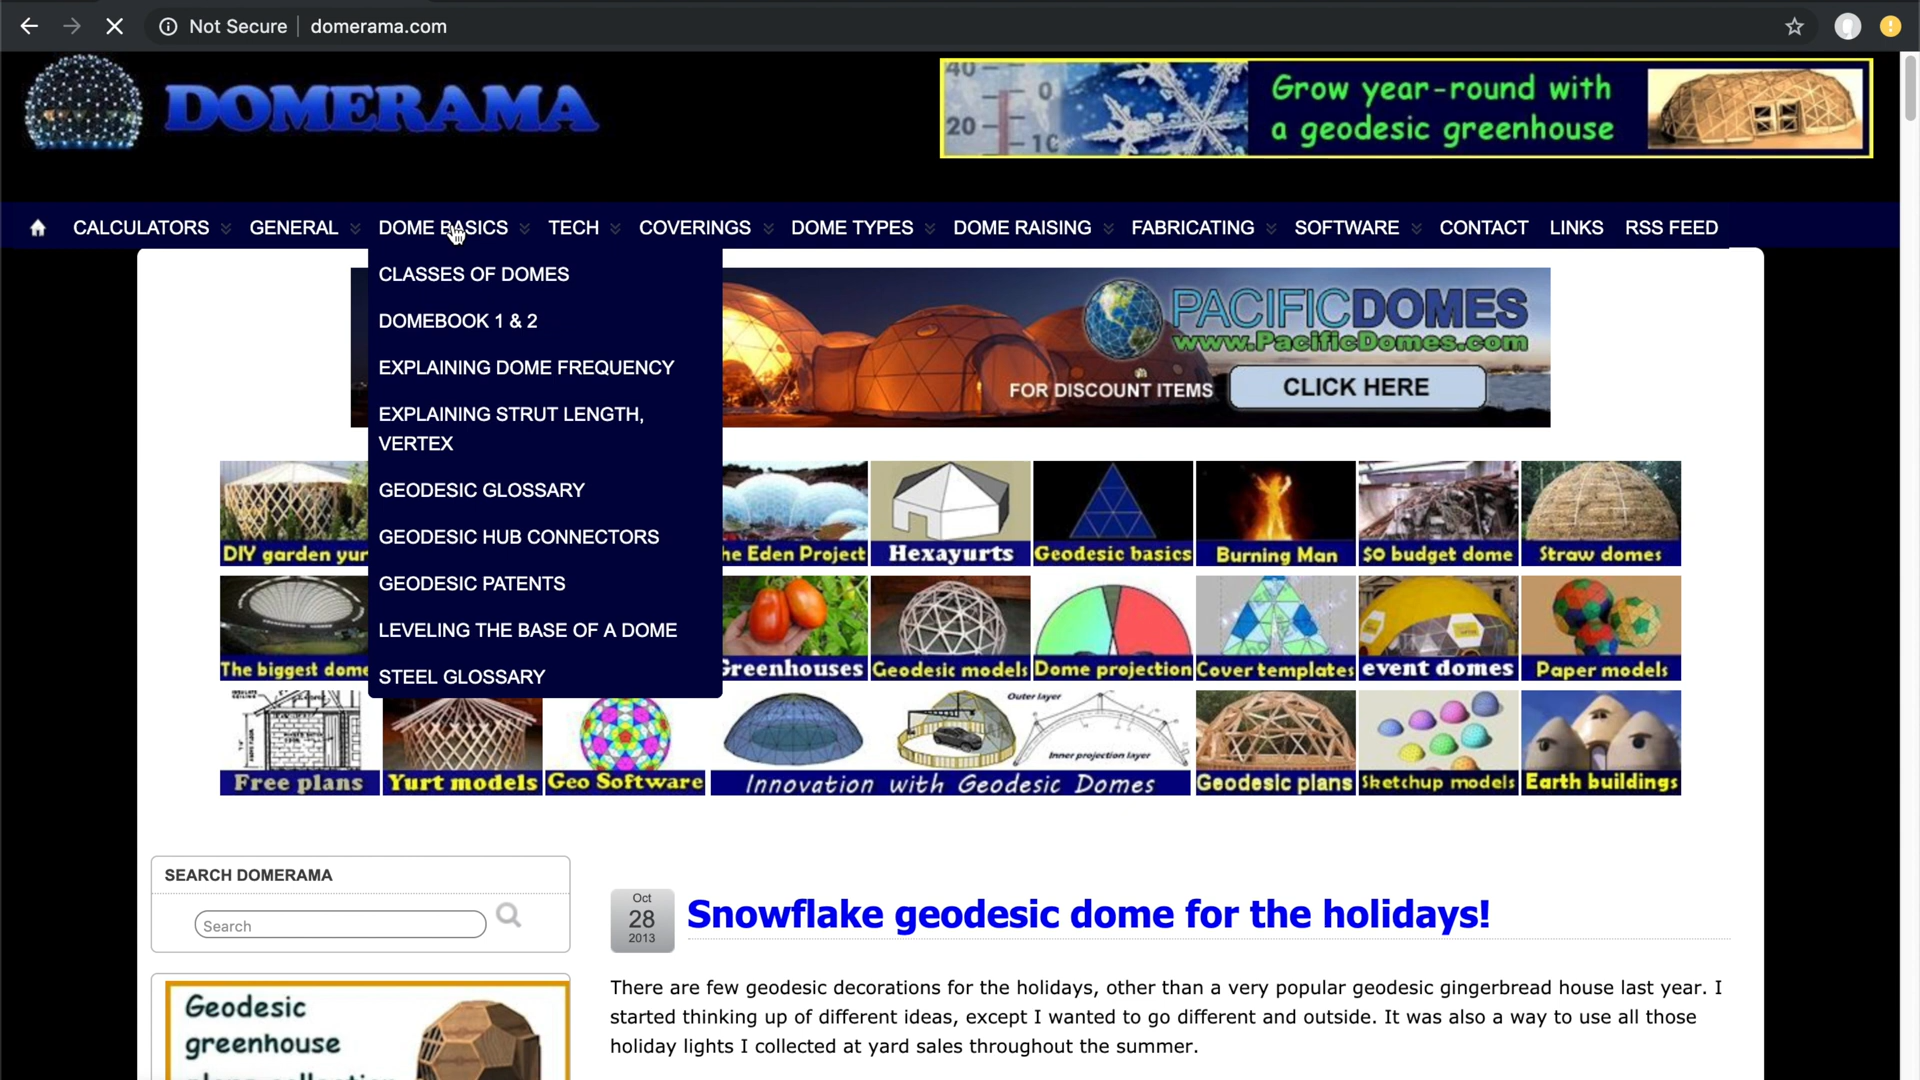 Not Secure domerama.com
DOMERAMA
40
0
20
10
Grow year-round with
a geodesic greenhouse
CALCULATORS GENERAL DOME BASICS TECH COVERINGS DOME TYPES DOME RAISING FABRICATING SOFTWARE CONTACT LINKS RSS FEED
CLASSES OF DOMES
DOMEBOOK 1 & 2
EXPLAINING DOME FREQUENCY
EXPLAINING STRUT LENGTH,
VERTEX
GEODESIC GLOSSARY
GEODESIC HUB CONNECTORS
GEODESIC PATENTS
LEVELING THE BASE OF A DOME
STEEL GLOSSARY
PACIFICDOMES
www.PacificDomes.com
FOR DISCOUNT ITEMS CLICK HERE
DIY garden yur he Eden Project Hexayurts Geodesic basics Burning Man $0 budget dome Straw domes
The biggest dome Greenhouses Geodesic models Dome projection Cover templates event domes Paper models
Outer layer
Inner projection layer
Free plans Yurt models Geo Software Innovation with Geodesic Domes Geodesic plans Sketchup models Earth buildings
SEARCH DOMERAMA
Search
Oct
28
2013
Snowflake geodesic dome for the holidays!
There are few geodesic decorations for the holidays, other than a very popular geodesic gingerbread house last year. I
started thinking up of different ideas, except I wanted to go different and outside. It was also a way to use all those
holiday lights I collected at yard sales throughout the summer.
Geodesic
greenhouse